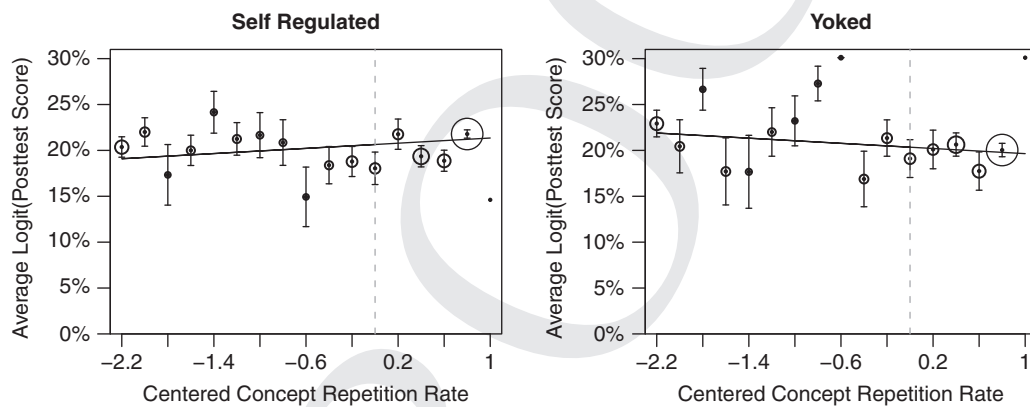 Self Regulated
Average Logit(Posttest Score)
30%
25%
20%
15%
10%
5%
0%
−2.2 −1.4 −0.6 0.2 1
Centered Concept Repetition Rate
Yoked
Average Logit(Posttest Score)
30%
25%
20%
15%
10%
5%
0%
−2.2 −1.4 −0.6 0.2 1
Centered Concept Repetition Rate